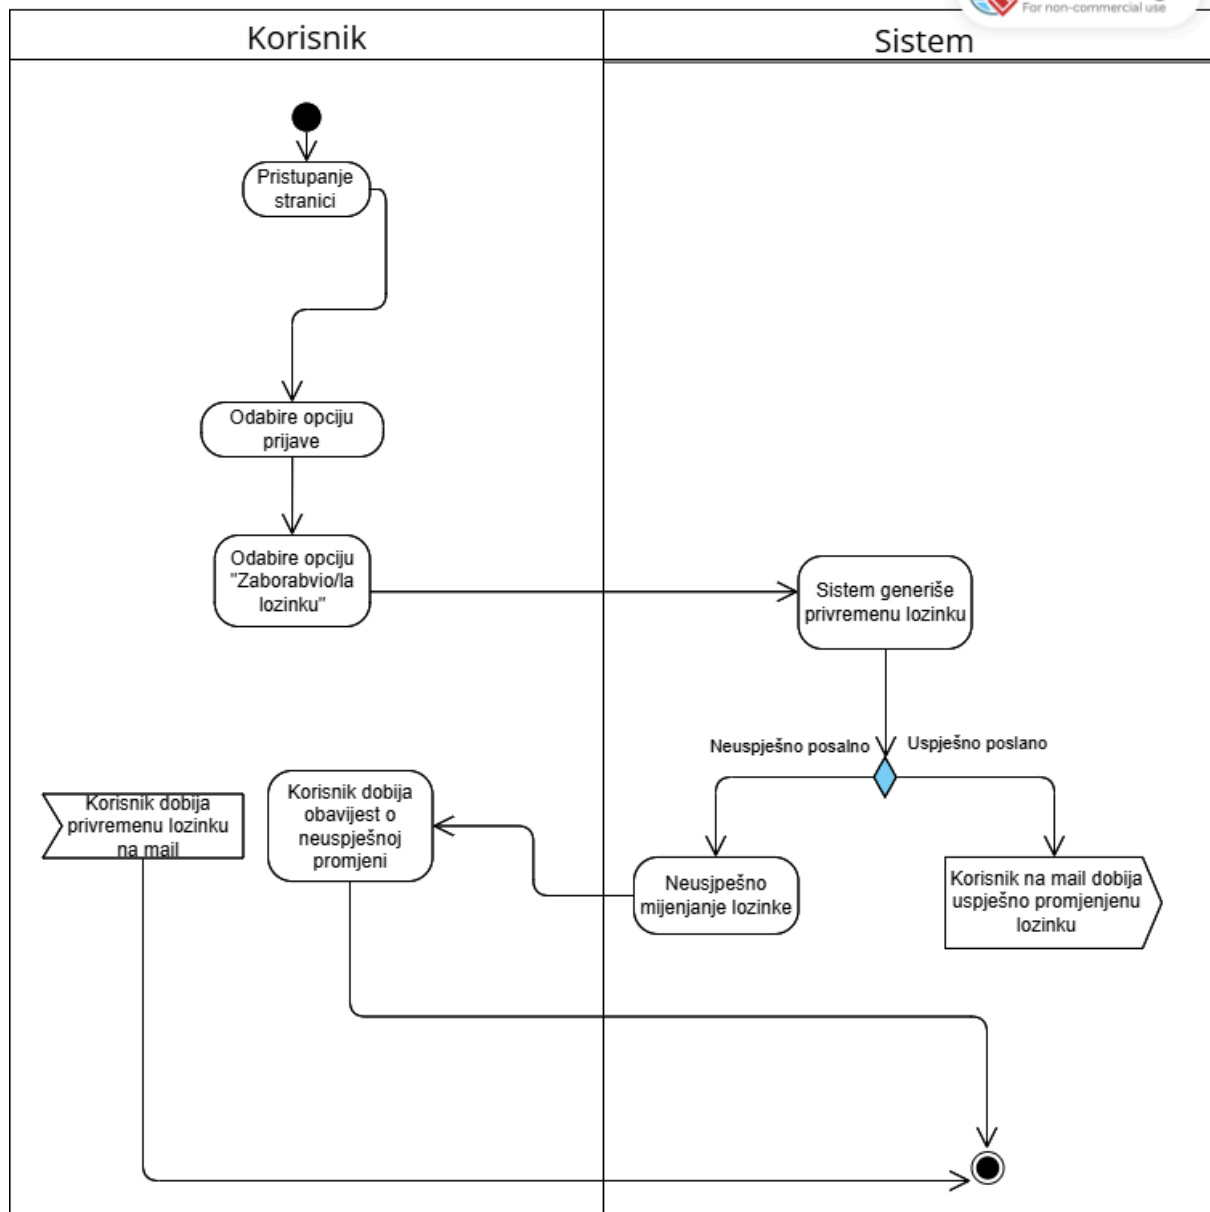 For non-commercial use
Korisnik
Sistem
Pristupanje
stranici
Odabire opciju
prijave
Odabire opciju
"Zaborabvio/la
lozinku"
Sistem generiše
privremenu lozinku
Neuspješno posalno
Uspješno poslano
Korisnik dobija
privremenu lozinku
na mail
Korisnik dobija
obavijest o
neuspješnoj
promjeni
Neusjpešno
mijenjanje lozinke
Korisnik na mail dobija
uspješno promjenjenu
lozinku